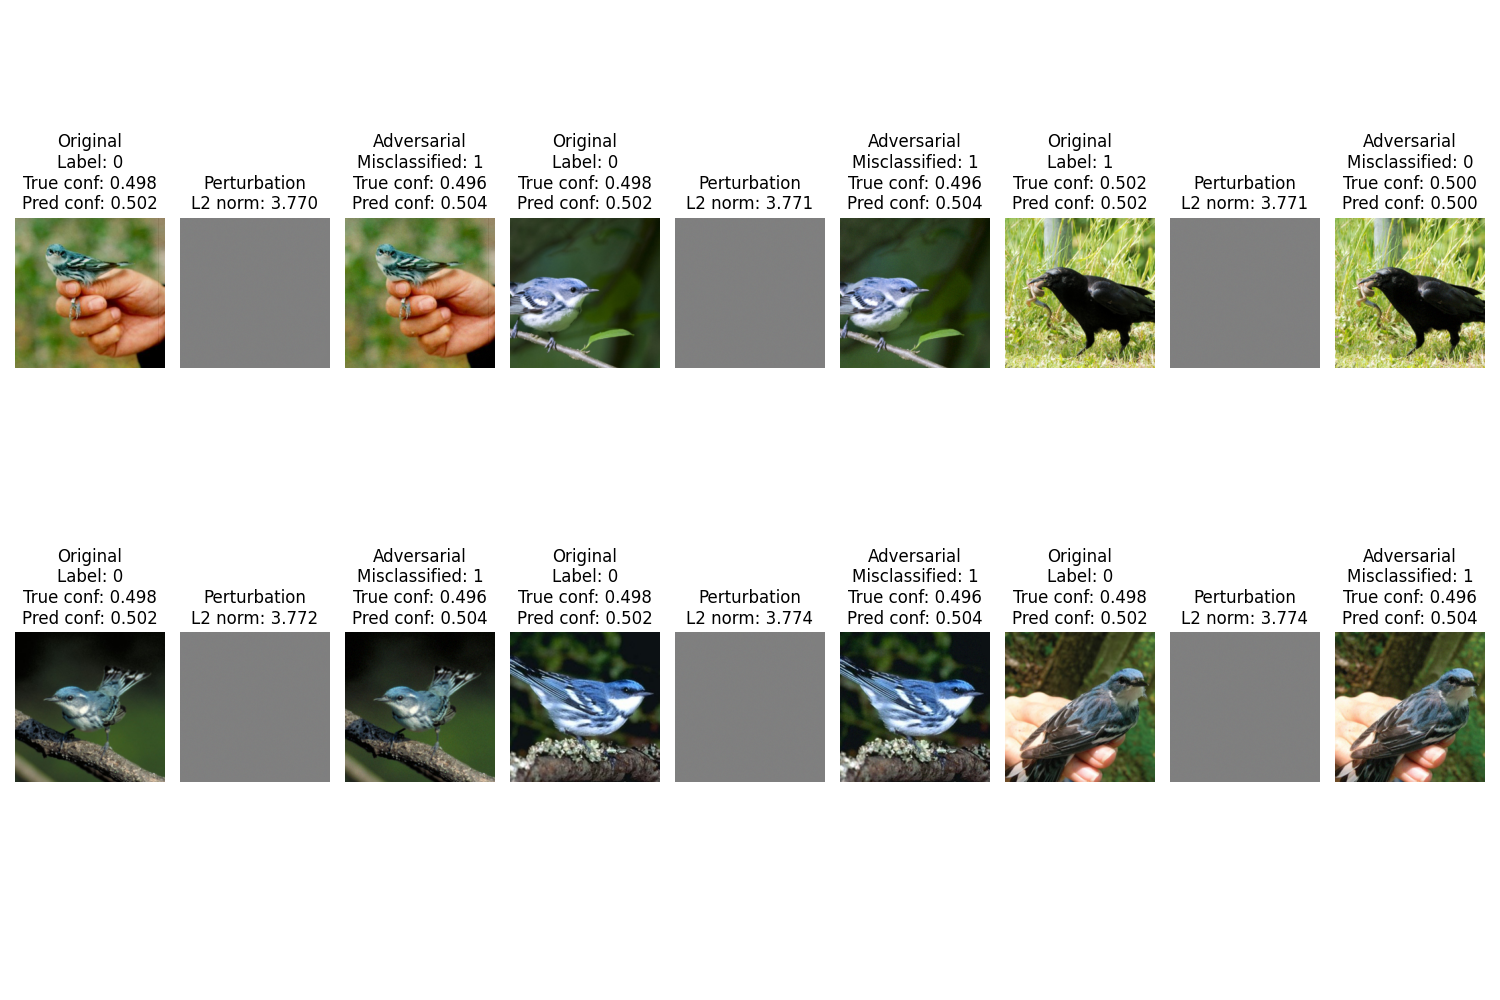 Original
Label: 0
True conf: 0.498
Pred conf: 0.502
Perturbation
L2 norm: 3.770
Adversarial
Misclassified: 1
True conf: 0.496
Pred conf: 0.504
Original
Label: 0
True conf: 0.498
Pred conf: 0.502
Perturbation
L2 norm: 3.771
Adversarial
Misclassified: 1
True conf: 0.496
Pred conf: 0.504
Original
Label: 1
True conf: 0.502
Pred conf: 0.502
Perturbation
L2 norm: 3.771
Adversarial
Misclassified: 0
True conf: 0.500
Pred conf: 0.500
Original
Label: 0
True conf: 0.498
Pred conf: 0.502
Perturbation
L2 norm: 3.772
Adversarial
Misclassified: 1
True conf: 0.496
Pred conf: 0.504
Original
Label: 0
True conf: 0.498
Pred conf: 0.502
Perturbation
L2 norm: 3.774
Adversarial
Misclassified: 1
True conf: 0.496
Pred conf: 0.504
Original
Label: 0
True conf: 0.498
Pred conf: 0.502
Perturbation
L2 norm: 3.774
Adversarial
Misclassified: 1
True conf: 0.496
Pred conf: 0.504